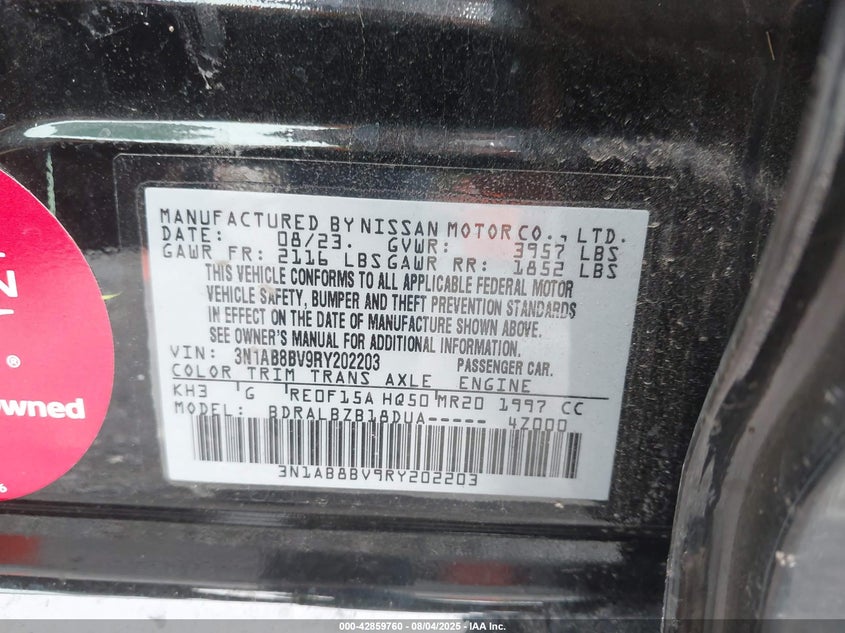 MANUFACTURED BY NISSAN MOTOR CO., LTD.
DATE: 08/23. GVWR: 3957 LBS
GAWR FR: 2116 LBS GAWR RR: 1852 LBS
THIS VEHICLE CONFORMS TO ALL APPLICABLE FEDERAL MOTOR
VEHICLE SAFETY, BUMPER AND THEFT PREVENTION STANDARDS
IN EFFECT ON THE DATE OF MANUFACTURE SHOWN ABOVE.
SEE OWNER'S MANUAL FOR ADDITIONAL INFORMATION.
VIN: 3N1AB8BV9RY202203 PASSENGER CAR.
COLOR TRIM TRANS AXLE ENGINE
KH3 G RE0F15A HQ50 MR20 1997 CC
MODEL: BDRALBZB18DUA----- 4Z000
3N1AB8BV9RY202203
N
®
owned
6
000-42859760 - 08/04/2025 - IAA Inc.